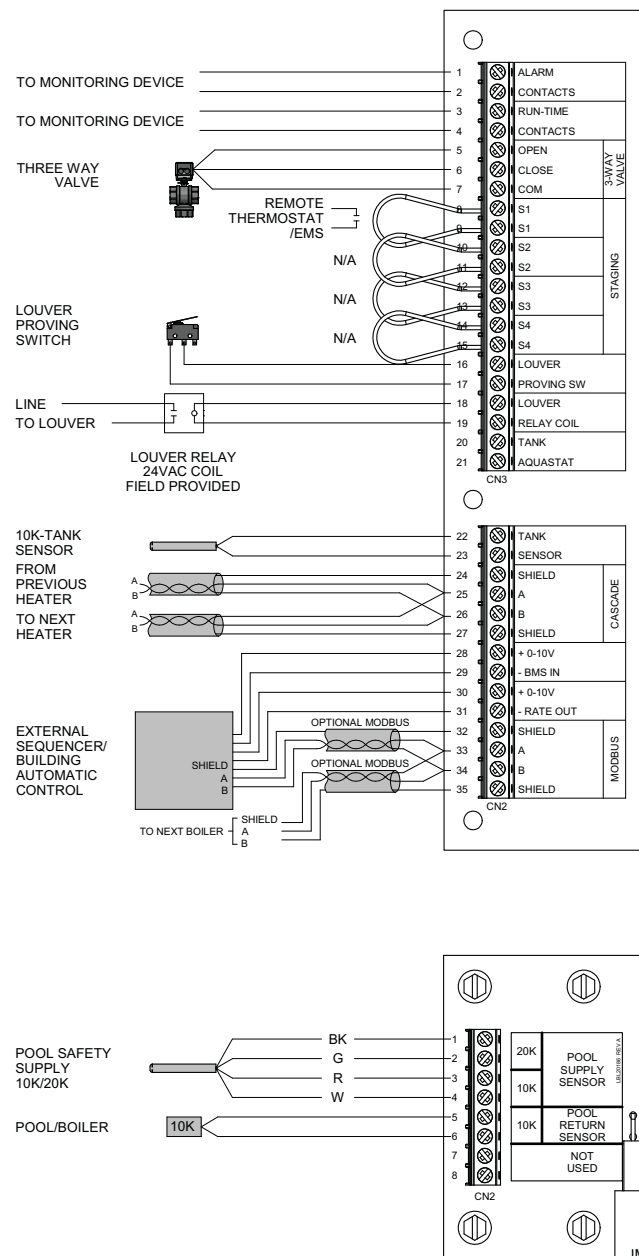 TO MONITORING DEVICE
TO MONITORING DEVICE
THREE WAY
VALVE
REMOTE
THERMOSTAT
/EMS
N/A
N/A
N/A
LOUVER
PROVING
SWITCH
LINE
TO LOUVER
LOUVER RELAY
24VAC COIL
FIELD PROVIDED
1 ALARM
2 CONTACTS
3 RUN-TIME
4 CONTACTS
5 OPEN
6 CLOSE
7 COM
3-WAY
VALVE
8 S1
9 S1
10 S2
11 S2
12 S3
13 S3
14 S4
15 S4
STAGING
16 LOUVER
17 PROVING SW
18 LOUVER
19 RELAY COIL
20 TANK
21 AQUASTAT
CN3
10K-TANK
SENSOR
FROM
PREVIOUS
HEATER
A
B
TO NEXT
HEATER
A
B
22 TANK
23 SENSOR
24 SHIELD
25 A
26 B
27 SHIELD
CASCADE
28 + 0-10V
29 - BMS IN
30 + 0-10V
31 - RATE OUT
32 SHIELD
33 A
34 B
35 SHIELD
MODBUS
CN2
EXTERNAL
SEQUENCER/
BUILDING
AUTOMATIC
CONTROL
SHIELD
A
B
OPTIONAL MODBUS
OPTIONAL MODBUS
TO NEXT BOILER
SHIELD
A
B
POOL SAFETY
SUPPLY
10K/20K
BK
G
R
W
POOL/BOILER
10K
1
2
3
4
5
6
7
8
CN2
20K
10K
POOL
SUPPLY
SENSOR
10K
POOL
RETURN
SENSOR
NOT
USED